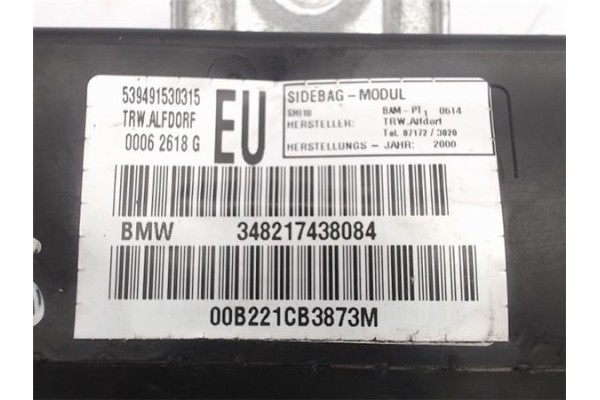 539491530315
TRW.ALFDORF
0006 2618 G
EU
SIDEBAG - MODUL
BAM - PT1 0614
HERSTELLER: TRW.Alfdorf
Tel. 07172 / 3020
HERSTELLUNGS - JAHR: 2000
BMW 348217438084
00B221CB3873M